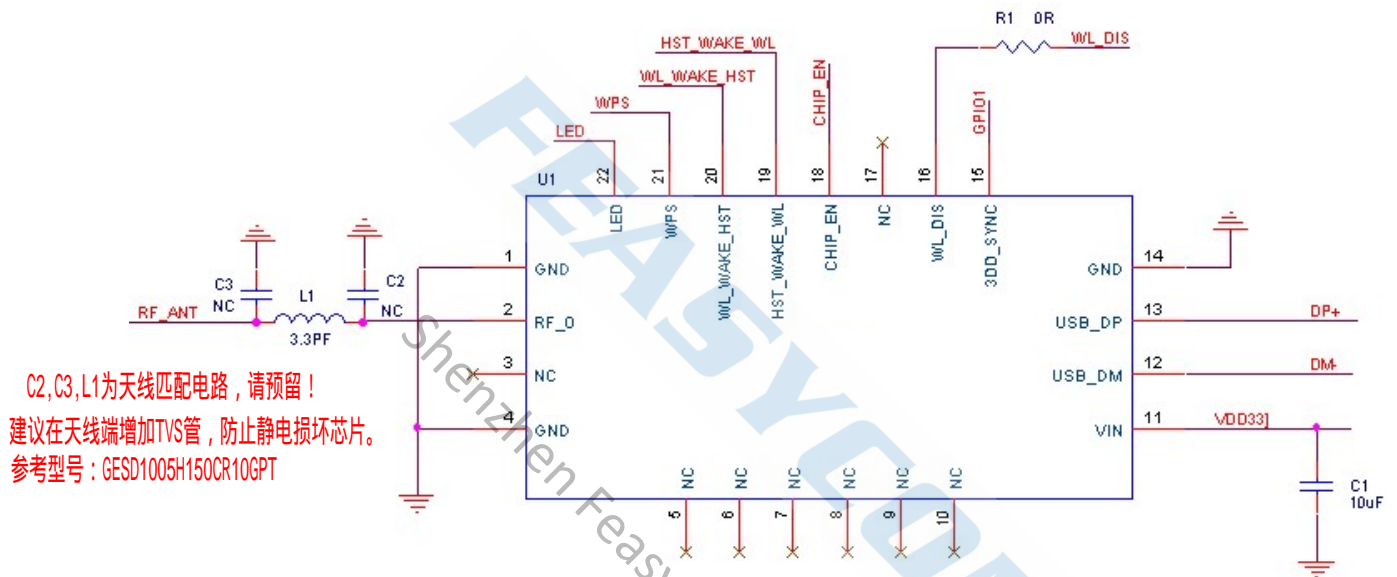 R1 0R
WL_DIS
HST_WAKE_WL
WL_WAKE_HST
WPS
LED
CHIP_EN
GPIO1
U1
22
21
20
19
18
17
16
15
LED
WPS
WL_WAKE_HST
HST_WAKE_WL
CHIP_EN
NC
WL_DIS
3DD_SYNC
1 GND
2 RF_O
3 NC
4 GND
GND 14
USB_DP 13 DP+
USB_DM 12 DM-
VIN 11 VDD33]
C3
NC
L1
3.3PF
C2
NC
RF_ANT
C2,C3,L1为天线匹配电路，请预留！
建议在天线端增加TVS管，防止静电损坏芯片。
参考型号：GESD1005H150CR10GPT
NC NC NC NC NC NC
5 6 7 8 9 10
C1
10uF
FEASYCOM
Shenzhen Feasy